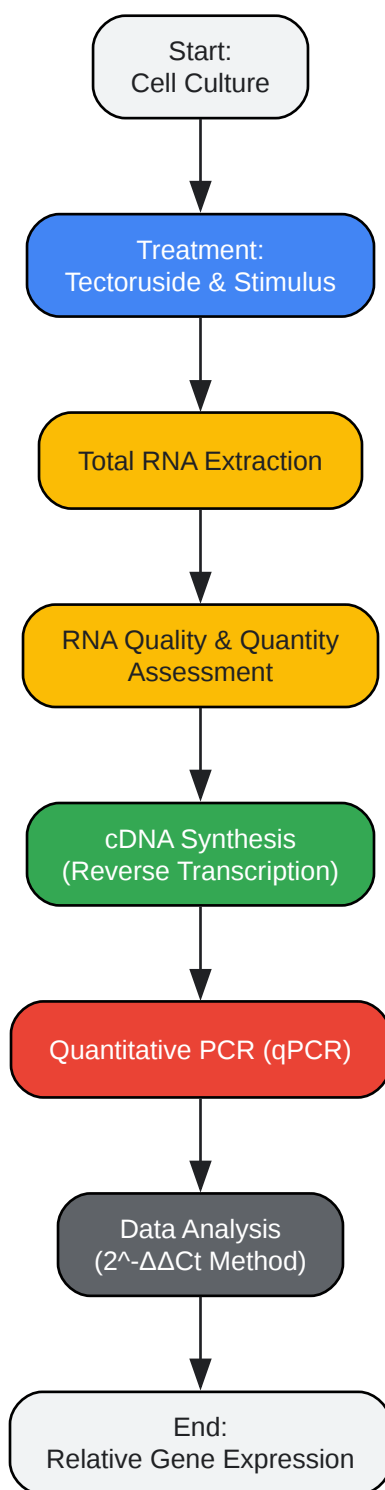 Start:
Cell Culture
Treatment:
Tectoruside & Stimulus
Total RNA Extraction
RNA Quality & Quantity
Assessment
cDNA Synthesis
(Reverse Transcription)
Quantitative PCR (qPCR)
Data Analysis
(2^-ΔΔCt Method)
End:
Relative Gene Expression